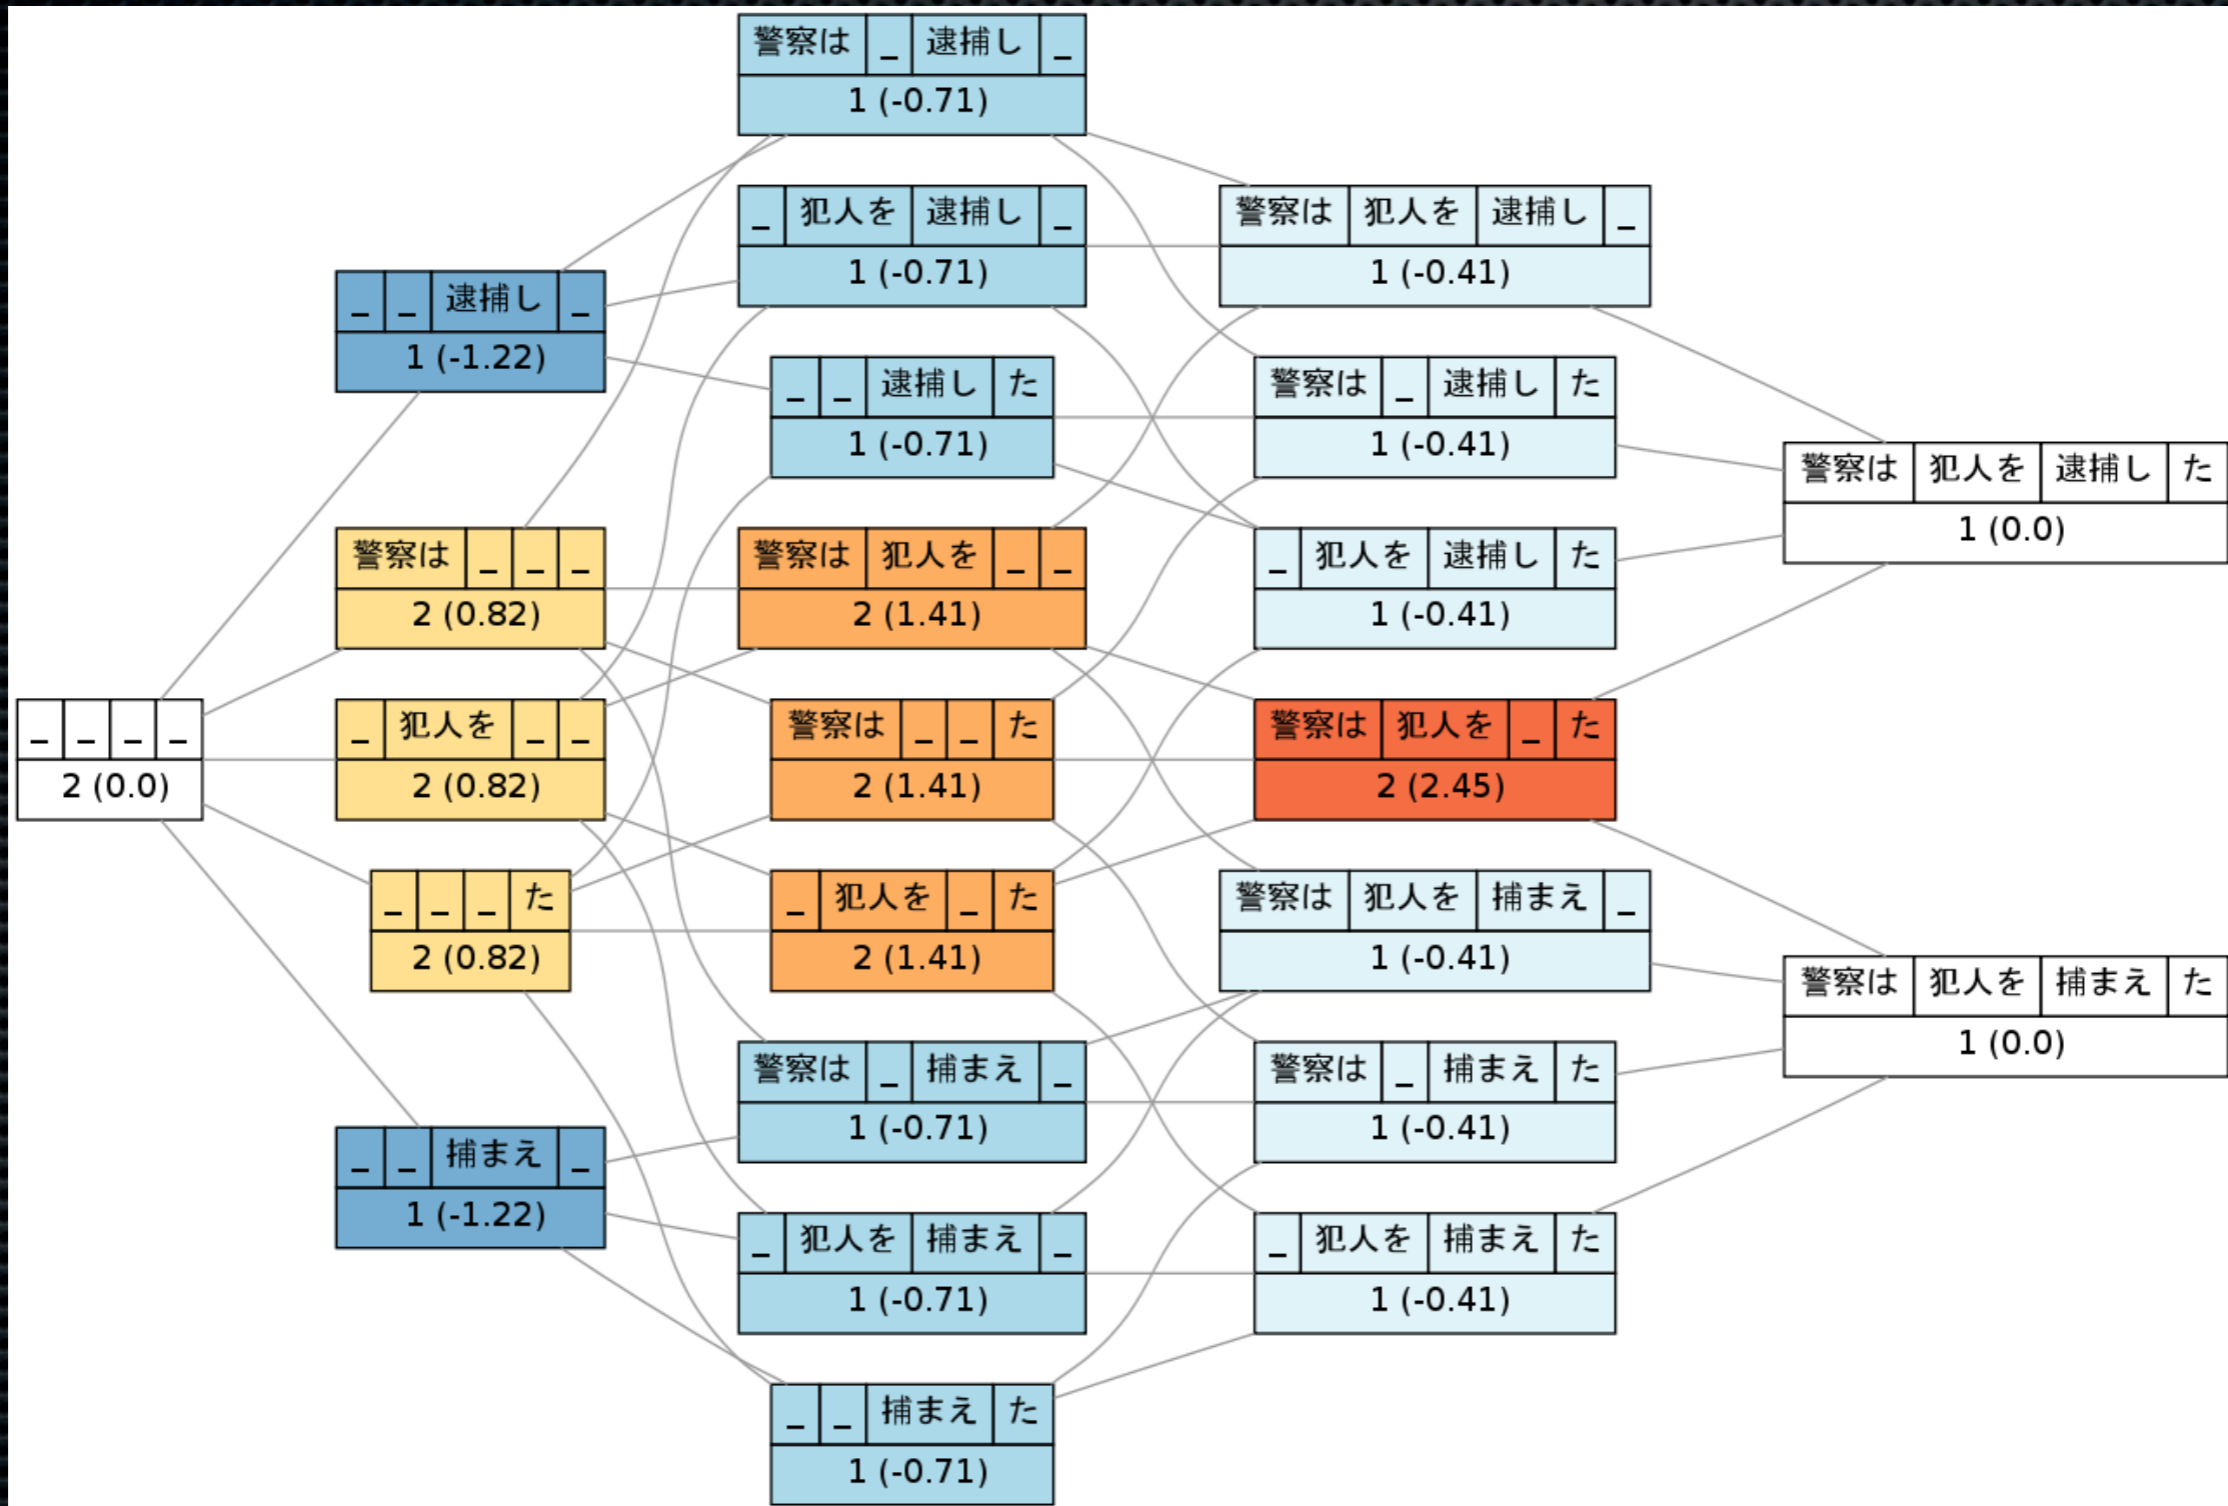 _ _ _ _
2 (0.0)
_ _ 逮捕し _
1 (-1.22)
警察は _ _ _
2 (0.82)
_ 犯人を _ _
2 (0.82)
_ _ _ た
2 (0.82)
_ _ 捕まえ _
1 (-1.22)
警察は _ 逮捕し _
1 (-0.71)
_ 犯人を 逮捕し _
1 (-0.71)
_ _ 逮捕し た
1 (-0.71)
警察は 犯人を _ _
2 (1.41)
警察は _ _ た
2 (1.41)
_ 犯人を _ た
2 (1.41)
警察は _ 捕まえ _
1 (-0.71)
_ 犯人を 捕まえ _
1 (-0.71)
_ _ 捕まえ た
1 (-0.71)
警察は 犯人を 逮捕し _
1 (-0.41)
警察は _ 逮捕し た
1 (-0.41)
_ 犯人を 逮捕し た
1 (-0.41)
警察は 犯人を _ た
2 (2.45)
警察は 犯人を 捕まえ _
1 (-0.41)
警察は _ 捕まえ た
1 (-0.41)
_ 犯人を 捕まえ た
1 (-0.41)
警察は 犯人を 逮捕し た
1 (0.0)
警察は 犯人を 捕まえ た
1 (0.0)